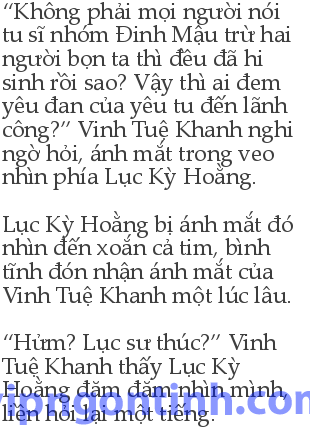 “Không phải mọi người nói
tu sĩ nhóm Đinh Mậu trừ hai
người bọn ta thì đều đã hi
sinh rồi sao? Vậy thì ai đem
yêu đan của yêu tu đến lãnh
công?” Vinh Tuệ Khanh nghi
ngờ hỏi, ánh mắt trong veo
nhìn phía Lục Kỳ Hoằng.
Lục Kỳ Hoằng bị ánh mắt đó
nhìn đến xoắn cả tim, bình
tĩnh đón nhận ánh mắt của
Vinh Tuệ Khanh một lúc lâu.
“Hửm? Lục sư thúc?” Vinh
Tuệ Khanh thấy Lục Kỳ
Hoằng đăm đăm nhìn mình,
liền hỏi lại một tiếng.
vipngontinh.com